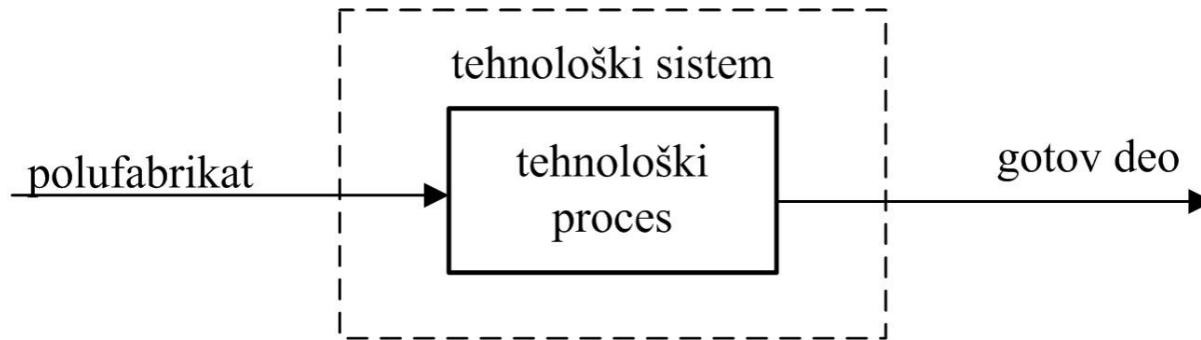 tehnološki sistem
polufabrikat
tehnološki
proces
gotov deo